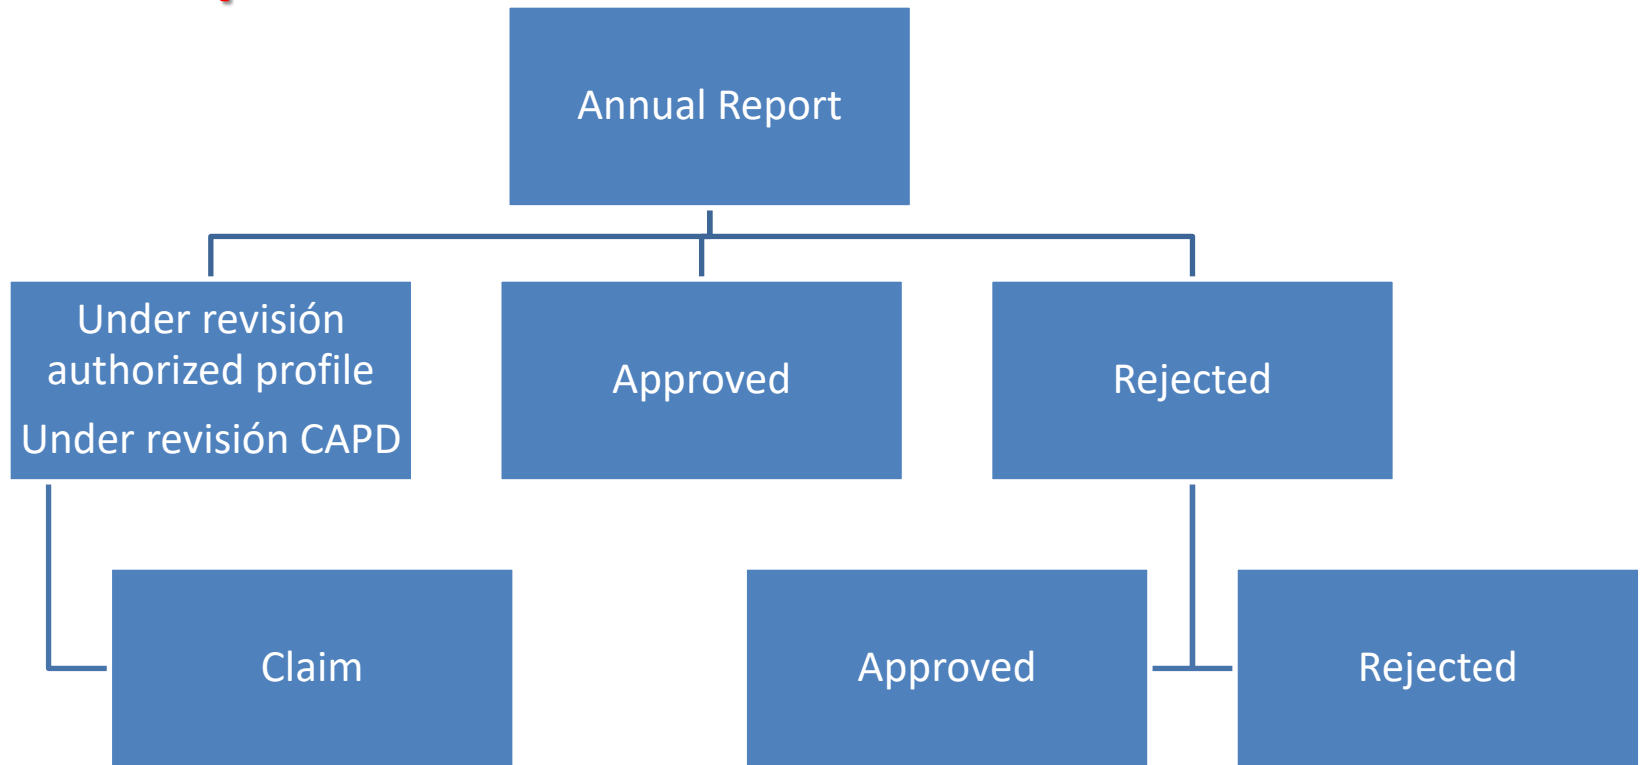 Annual Report
Under revisión
authorized profile
Under revisión CAPD
Approved
Rejected
Claim
Approved
Rejected